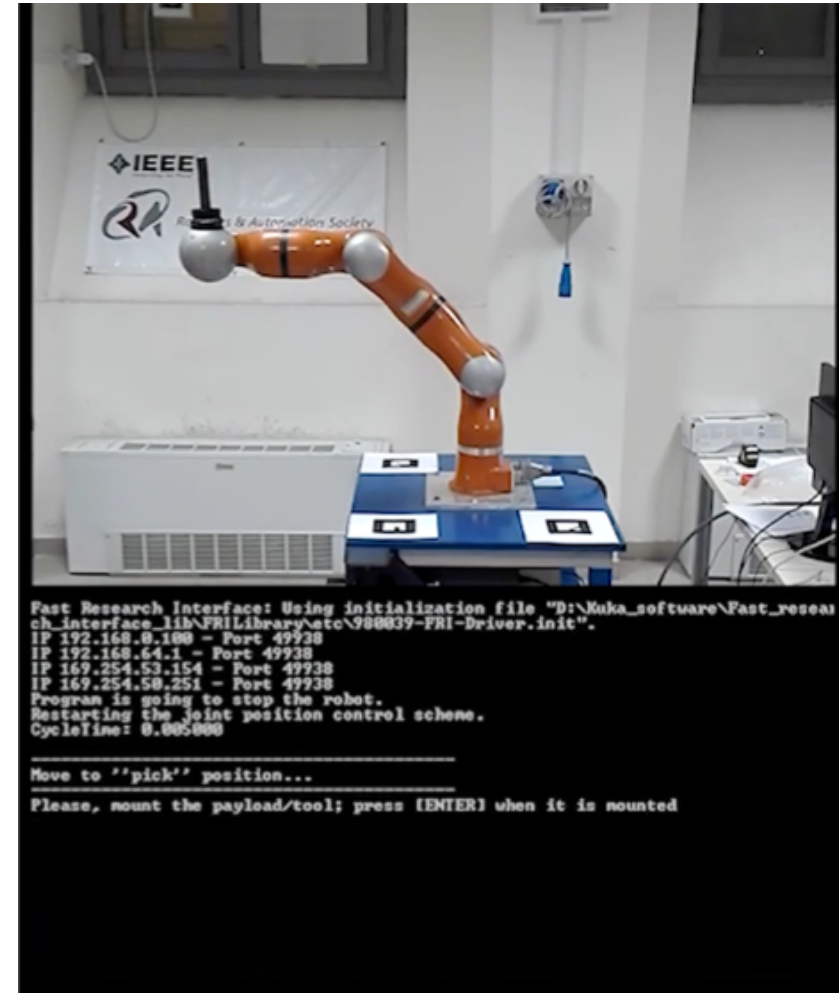 IEEE
Robotics & Automation Society
Fast Research Interface: Using initialization file "D:\Kuka_software\Fast_resear
ch_interface_lib\FRILibrary\etc\980039-FRI-Driver.init".
IP 192.168.0.100 - Port 49938
IP 192.168.64.1 - Port 49938
IP 169.254.53.154 - Port 49938
IP 169.254.50.251 - Port 49938
Program is going to stop the robot.
Restarting the joint position control scheme.
CycleTime: 0.005000
Move to ''pick'' position...
Please, mount the payload/tool; press [ENTER] when it is mounted